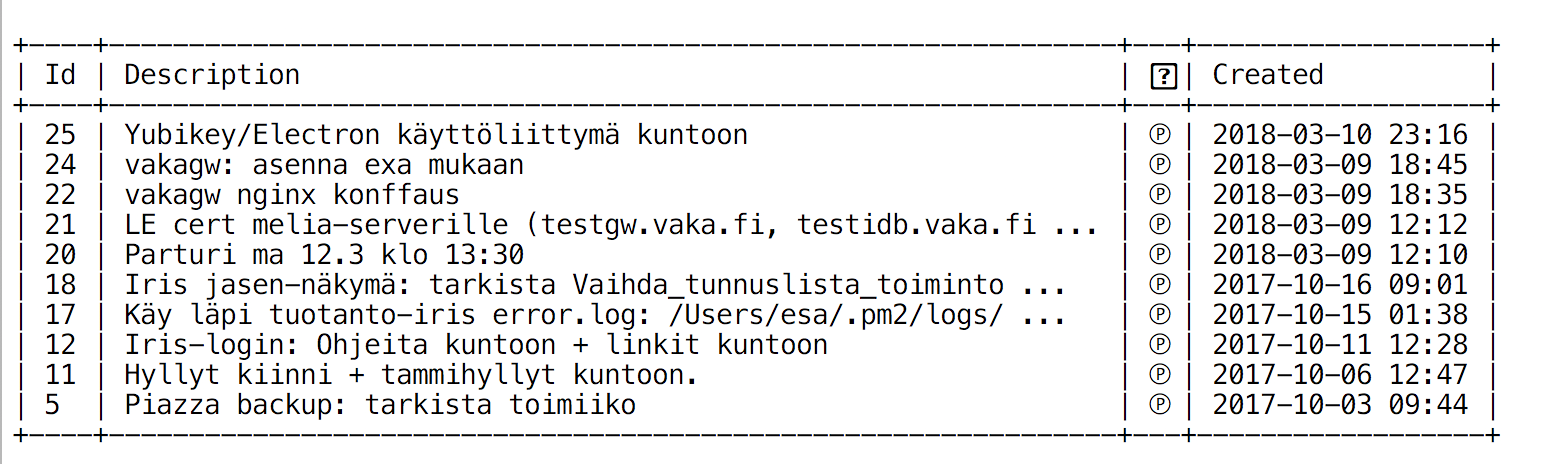 +----+---------------------------------------------------------------+---+------------------+
| Id | Description                                                   | ⍰ | Created          |
+----+---------------------------------------------------------------+---+------------------+
| 25 | Yubikey/Electron käyttöliittymä kuntoon                       | ℗ | 2018-03-10 23:16 |
| 24 | vakagw: asenna exa mukaan                                     | ℗ | 2018-03-09 18:45 |
| 22 | vakagw nginx konffaus                                         | ℗ | 2018-03-09 18:35 |
| 21 | LE cert melia-serverille (testgw.vaka.fi, testidb.vaka.fi ... | ℗ | 2018-03-09 12:12 |
| 20 | Parturi ma 12.3 klo 13:30                                     | ℗ | 2018-03-09 12:10 |
| 18 | Iris jasen-näkymä: tarkista Vaihda_tunnuslista_toiminto ...   | ℗ | 2017-10-16 09:01 |
| 17 | Käy läpi tuotanto-iris error.log: /Users/esa/.pm2/logs/ ...   | ℗ | 2017-10-15 01:38 |
| 12 | Iris-login: Ohjeita kuntoon + linkit kuntoon                  | ℗ | 2017-10-11 12:28 |
| 11 | Hyllyt kiinni + tammihyllyt kuntoon.                          | ℗ | 2017-10-06 12:47 |
| 5  | Piazza backup: tarkista toimiiko                              | ℗ | 2017-10-03 09:44 |
+----+---------------------------------------------------------------+---+------------------+